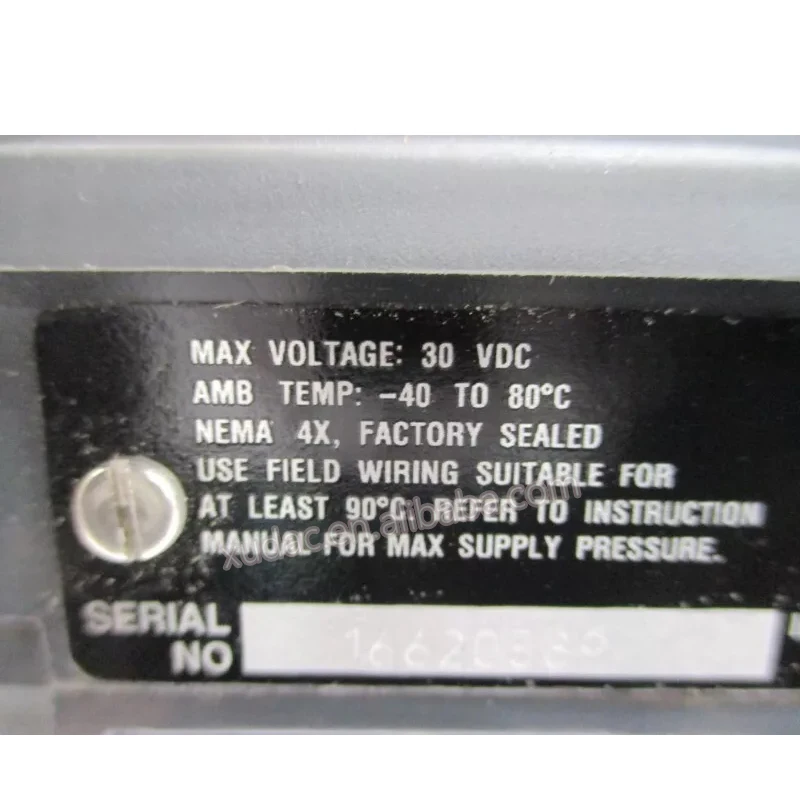 MAX VOLTAGE: 30 VDC
AMB TEMP: -40 TO 80°C
NEMA 4X, FACTORY SEALED
USE FIELD WIRING SUITABLE FOR
AT LEAST 90°C. REFER TO INSTRUCTION
MANUAL FOR MAX SUPPLY PRESSURE.
SERIAL
NO